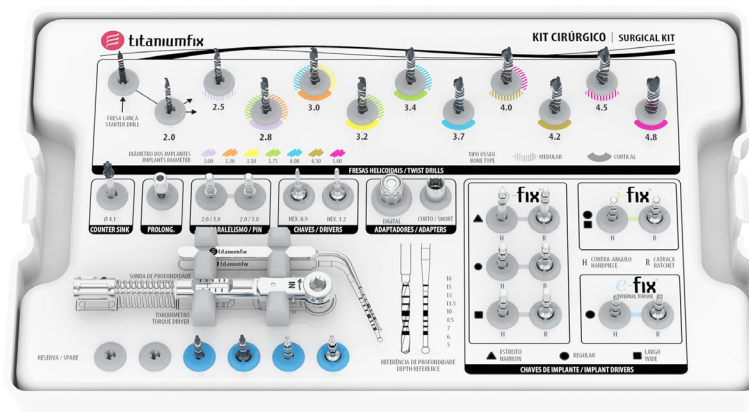 titaniumfix
KIT CIRÚRGICO | SURGICAL KIT
FRESA LANÇA
STARTER DRILL
2.0
2.5
2.8
3.0
3.2
3.4
3.7
4.0
4.2
4.5
4.8
DIÂMETRO DOS IMPLANTES
IMPLANTS DIAMETER
3.00 3.30 3.50 3.75 4.00 4.50 5.00
TIPO ÓSSEO
BONE TYPE
MEDULAR
CORTICAL
FRESAS HELICOIDAIS / TWIST DRILLS
Ø 4.1
COUNTER SINK
PROLONG.
2.0 / 3.0 2.0 / 3.0
PARALELISMO / PIN
HEX. 0.9 HEX. 1.2
CHAVES / DRIVERS
DIGITAL CURTO / SHORT
ADAPTADORES / ADAPTERS
titaniumfix
titaniumfix
SONDA DE PROFUNDIDADE
IN
TORQUÍMETRO
TORQUE DRIVER
RESERVA / SPARE
18
15
13
11.5
10
8.5
7
6
5
REFERÊNCIA DE PROFUNDIDADE
DEPTH REFERENCE
fix
H R
H R
fix
H R
H CONTRA-ÂNGULO
HANDPIECE
R CATRACA
RATCHET
e-fix
INTERNAL TORQUE
H R
ESTREITO
NARROW
REGULAR
LARGO
WIDE
CHAVES DE IMPLANTE / IMPLANT DRIVERS